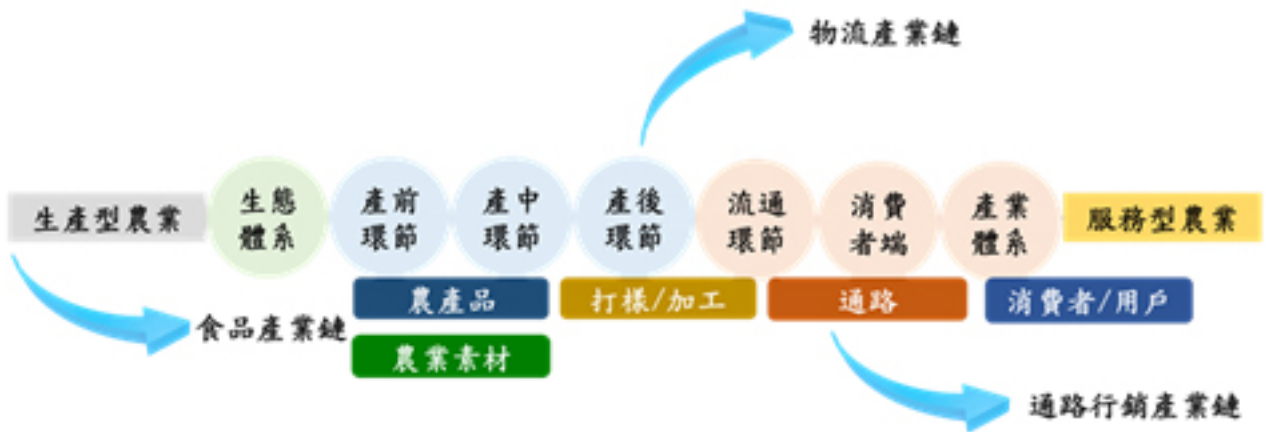 物流產業鏈
生產型農業
生態
體系
產前
環節
產中
環節
產後
環節
流通
環節
消費
者端
產業
體系
服務型農業
食品產業鏈
農產品
打樣/加工
通路
消費者/用戶
農業素材
通路行銷產業鏈